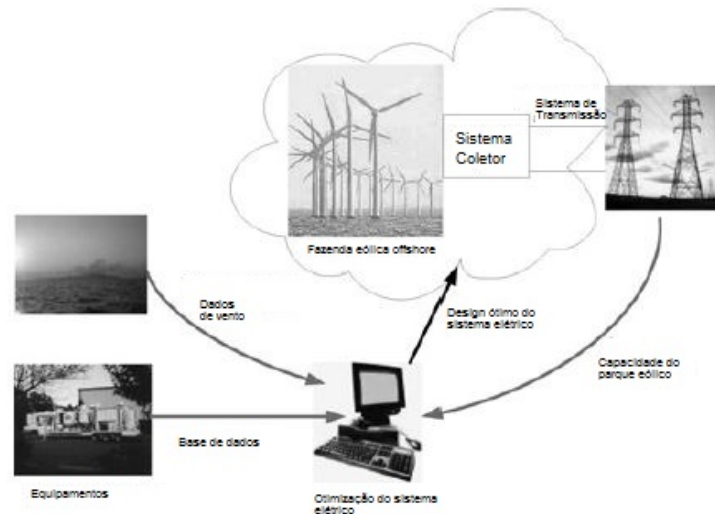 Sistema de
Transmissão
Sistema
Coletor
Fazenda eólica offshore
Dados
de vento
Design ótimo do
sistema elétrico
Capacidade do
parque eólico
Base de dados
Equipamentos
Otimização do sistema
elétrico